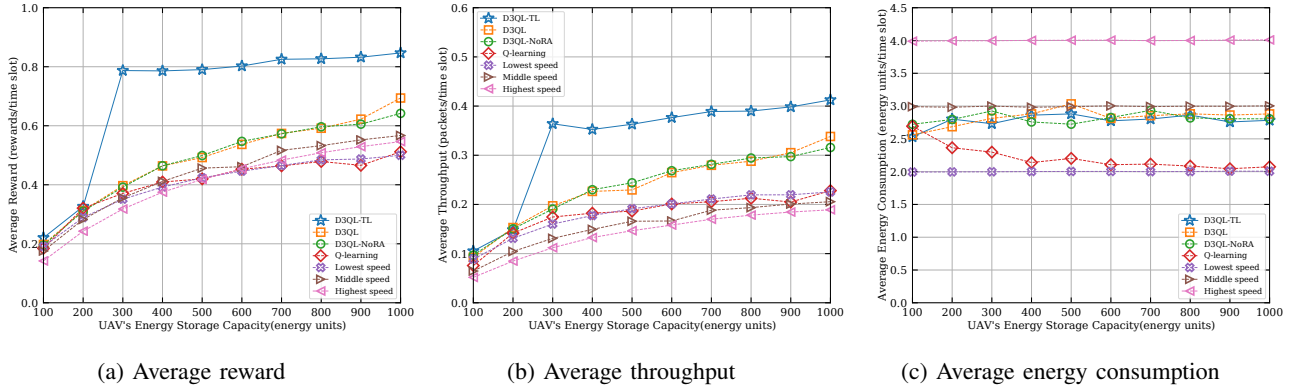 1.0
0.8
0.6
0.4
0.2
0.0
Average Reward (rewards/time slot)
100 200 300 400 500 600 700 800 900 1000
UAV's Energy Storage Capacity(energy units)
D3QL-TL
D3QL
D3QL-NoRA
Q-learning
Lowest speed
Middle speed
Highest speed
(a) Average reward
0.6
0.5
0.4
0.3
0.2
0.1
0.0
Average Throughput (packets/time slot)
100 200 300 400 500 600 700 800 900 1000
UAV's Energy Storage Capacity(energy units)
D3QL-TL
D3QL
D3QL-NoRA
Q-learning
Lowest speed
Middle speed
Highest speed
(b) Average throughput
4.5
4.0
3.5
3.0
2.5
2.0
1.5
1.0
0.5
0.0
Average Energy Consumption (energy units/time slot)
100 200 300 400 500 600 700 800 900 1000
UAV's Energy Storage Capacity(energy units)
D3QL-TL
D3QL
D3QL-NoRA
Q-learning
Lowest speed
Middle speed
Highest speed
(c) Average energy consumption